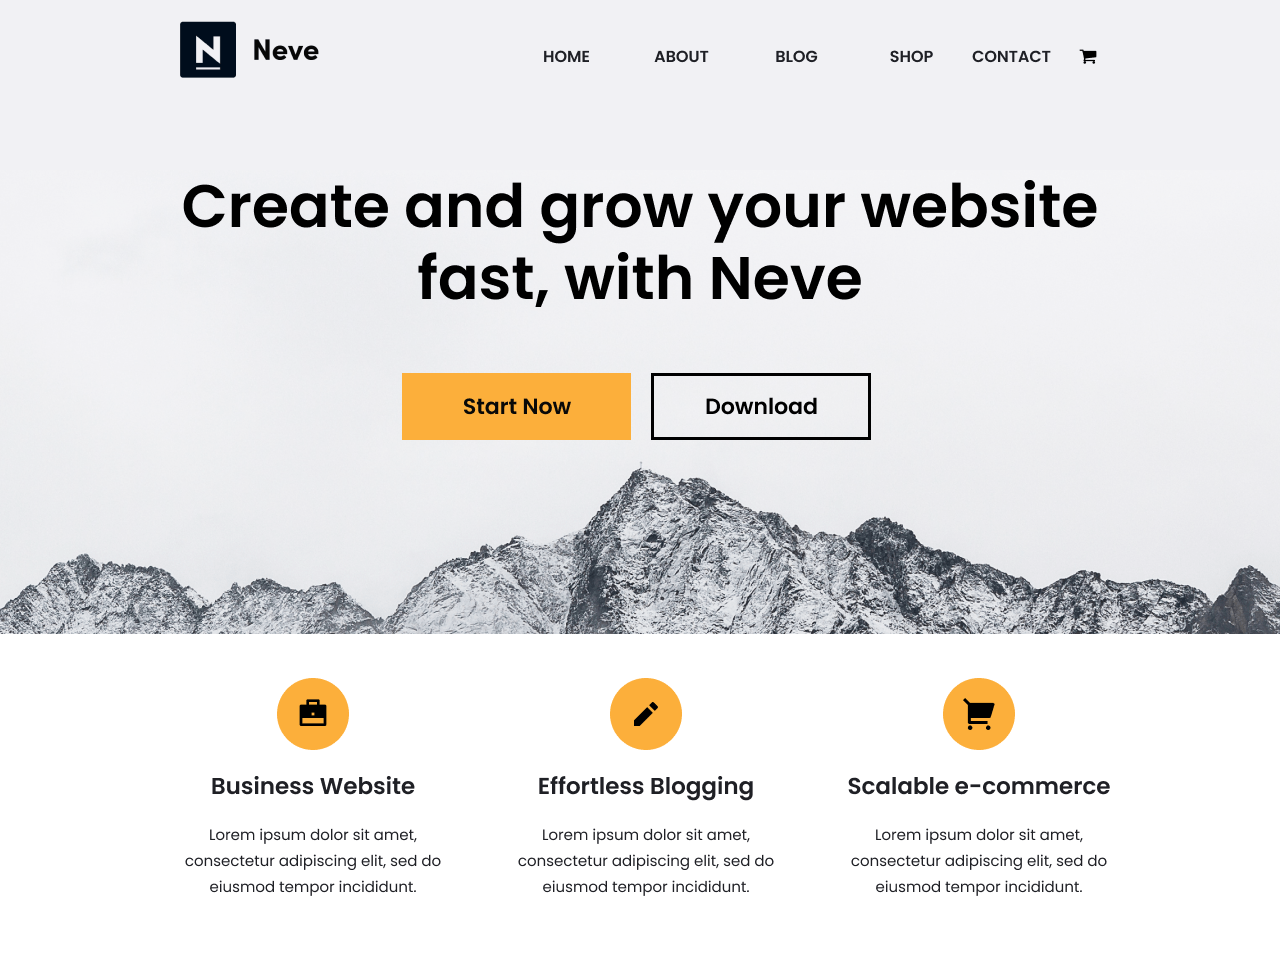 N Neve
HOME ABOUT BLOG SHOP CONTACT
Create and grow your website
fast, with Neve
Start Now Download
Business Website
Lorem ipsum dolor sit amet,
consectetur adipiscing elit, sed do
eiusmod tempor incididunt.
Effortless Blogging
Lorem ipsum dolor sit amet,
consectetur adipiscing elit, sed do
eiusmod tempor incididunt.
Scalable e-commerce
Lorem ipsum dolor sit amet,
consectetur adipiscing elit, sed do
eiusmod tempor incididunt.